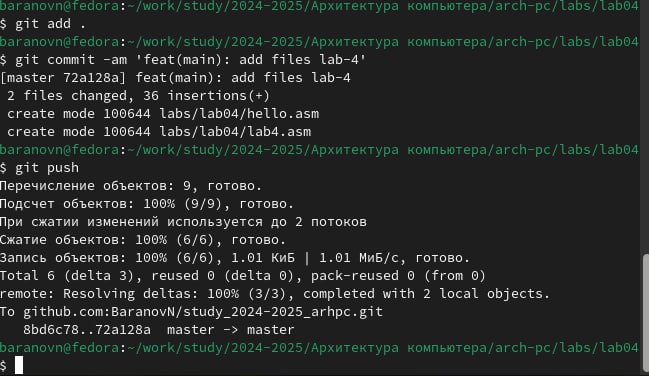 baranovn@fedora:~/work/study/2024-2025/Архитектура компьютера/arch-pc/labs/lab04
$ git add .
baranovn@fedora:~/work/study/2024-2025/Архитектура компьютера/arch-pc/labs/lab04
$ git commit -am 'feat(main): add files lab-4'
[master 72a128a] feat(main): add files lab-4
 2 files changed, 36 insertions(+)
 create mode 100644 labs/lab04/hello.asm
 create mode 100644 labs/lab04/lab4.asm
baranovn@fedora:~/work/study/2024-2025/Архитектура компьютера/arch-pc/labs/lab04
$ git push
Перечисление объектов: 9, готово.
Подсчет объектов: 100% (9/9), готово.
При сжатии изменений используется до 2 потоков
Сжатие объектов: 100% (6/6), готово.
Запись объектов: 100% (6/6), 1.01 КиБ | 1.01 МиБ/с, готово.
Total 6 (delta 3), reused 0 (delta 0), pack-reused 0 (from 0)
remote: Resolving deltas: 100% (3/3), completed with 2 local objects.
To github.com:BaranovN/study_2024-2025_arhpc.git
   8bd6c78..72a128a  master -> master
baranovn@fedora:~/work/study/2024-2025/Архитектура компьютера/arch-pc/labs/lab04
$